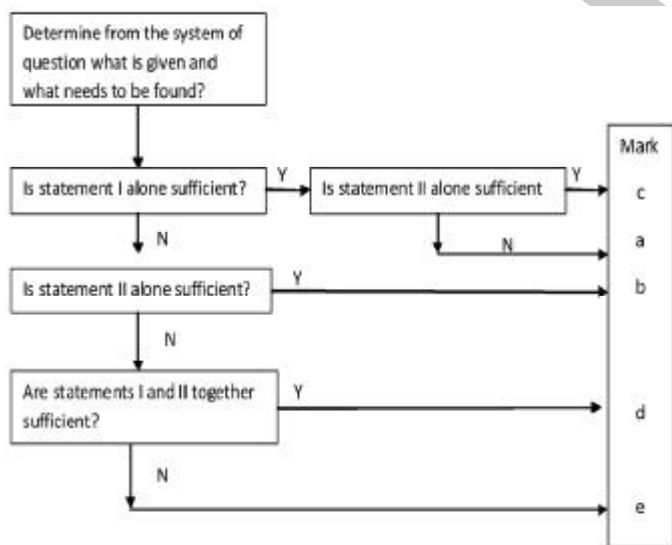 Determine from the system of
question what is given and
what needs to be found?
Mark
Is statement I alone sufficient?
Y
Is statement II alone sufficient
Y
c
N
N
a
Is statement II alone sufficient?
Y
b
N
Are statements I and II together
sufficient?
Y
d
N
e